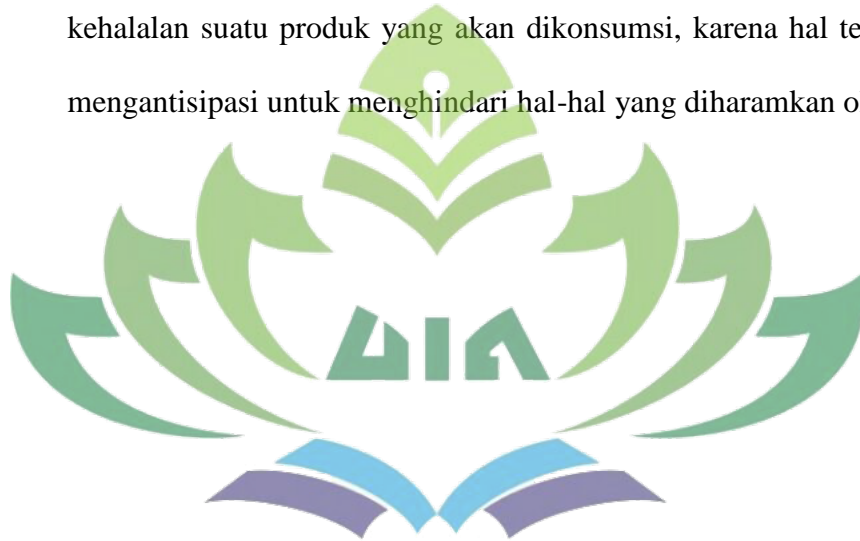 kehalalan suatu produk yang akan dikonsumsi, karena hal te
mengantisipasi untuk menghindari hal-hal yang diharamkan o
UIN